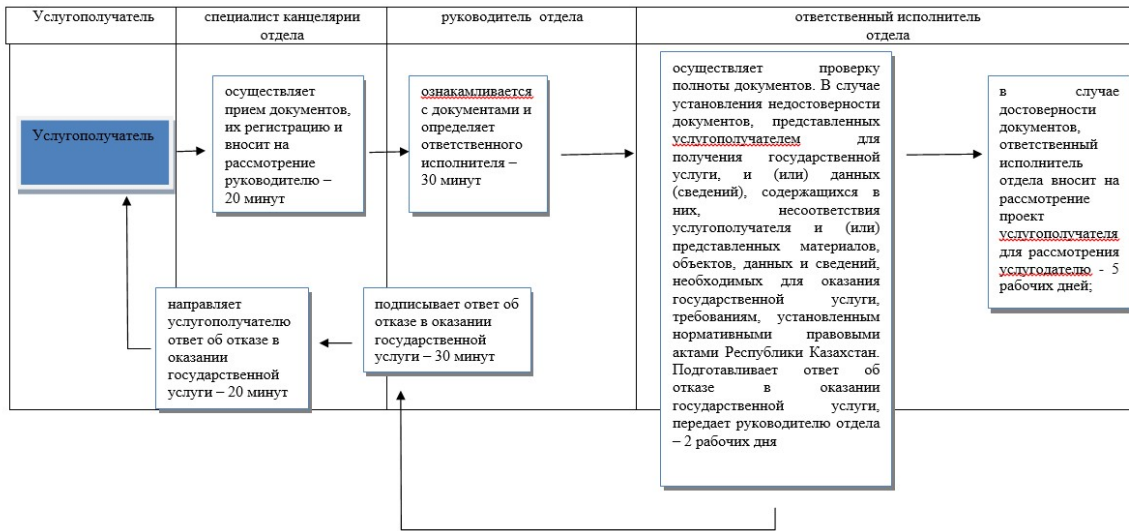 Услугополучатель
специалист канцелярии
отдела
руководитель отдела
ответственный исполнитель
отдела
Услугополучатель
осуществляет
прием документов,
их регистрацию и
вносит на
рассмотрение
руководителю –
20 минут
ознакамливается
с документами и
определяет
ответственного
исполнителя –
30 минут
осуществляет проверку
полноты документов. В случае
установления недостоверности
документов, представленных
услугополучателем для
получения государственной
услуги, и (или) данных
(сведений), содержащихся в
них, несоответствия
услугополучателя и (или)
представленных материалов,
объектов, данных и сведений,
необходимых для оказания
государственной услуги,
требованиям, установленным
нормативными правовыми
актами Республики Казахстан.
Подготавливает ответ об
отказе в оказании
государственной услуги,
передает руководителю отдела
– 2 рабочих дня
в случае
достоверности
документов,
ответственный
исполнитель
отдела вносит на
рассмотрение
проект
услугополучателя
для рассмотрения
услугодателю - 5
рабочих дней;
направляет
услугополучателю
ответ об отказе в
оказании
государственной
услуги – 20 минут
подписывает ответ об
отказе в оказании
государственной
услуги – 30 минут